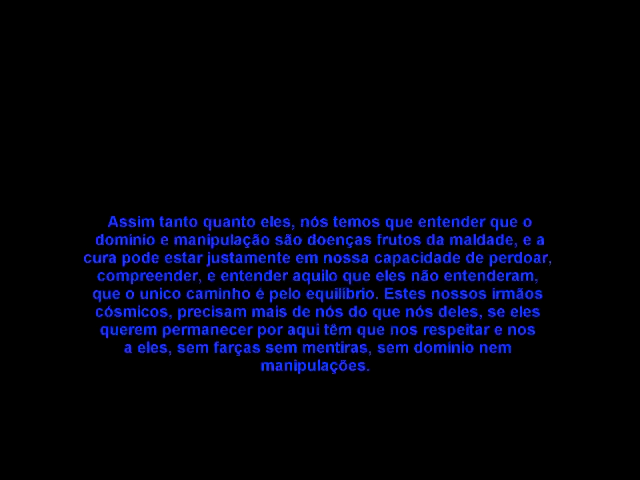 Assim tanto quanto eles, nós temos que entender que o
dominio e manipulação são doenças frutos da maldade, e a
cura pode estar justamente em nossa capacidade de perdoar,
compreender, e entender aquilo que eles não entenderam,
que o unico caminho é pelo equilibrio. Estes nossos irmãos
cósmicos, precisam mais de nós do que nós deles, se eles
querem permanecer por aqui têm que nos respeitar e nos
a eles, sem farças sem mentiras, sem dominio nem
manipulações.